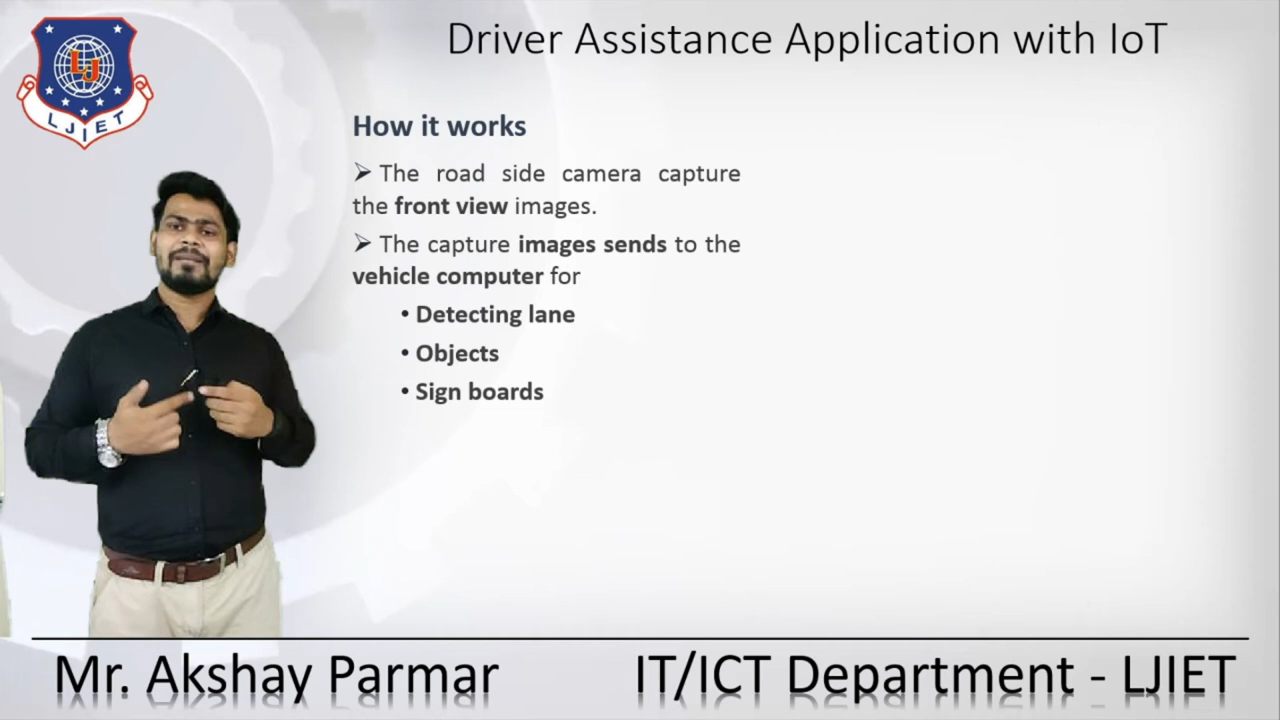 LJ
LJIET
Driver Assistance Application with IoT
How it works
➢ The road side camera capture
the front view images.
➢ The capture images sends to the
vehicle computer for
• Detecting lane
• Objects
• Sign boards
Mr. Akshay Parmar
IT/ICT Department - LJIET